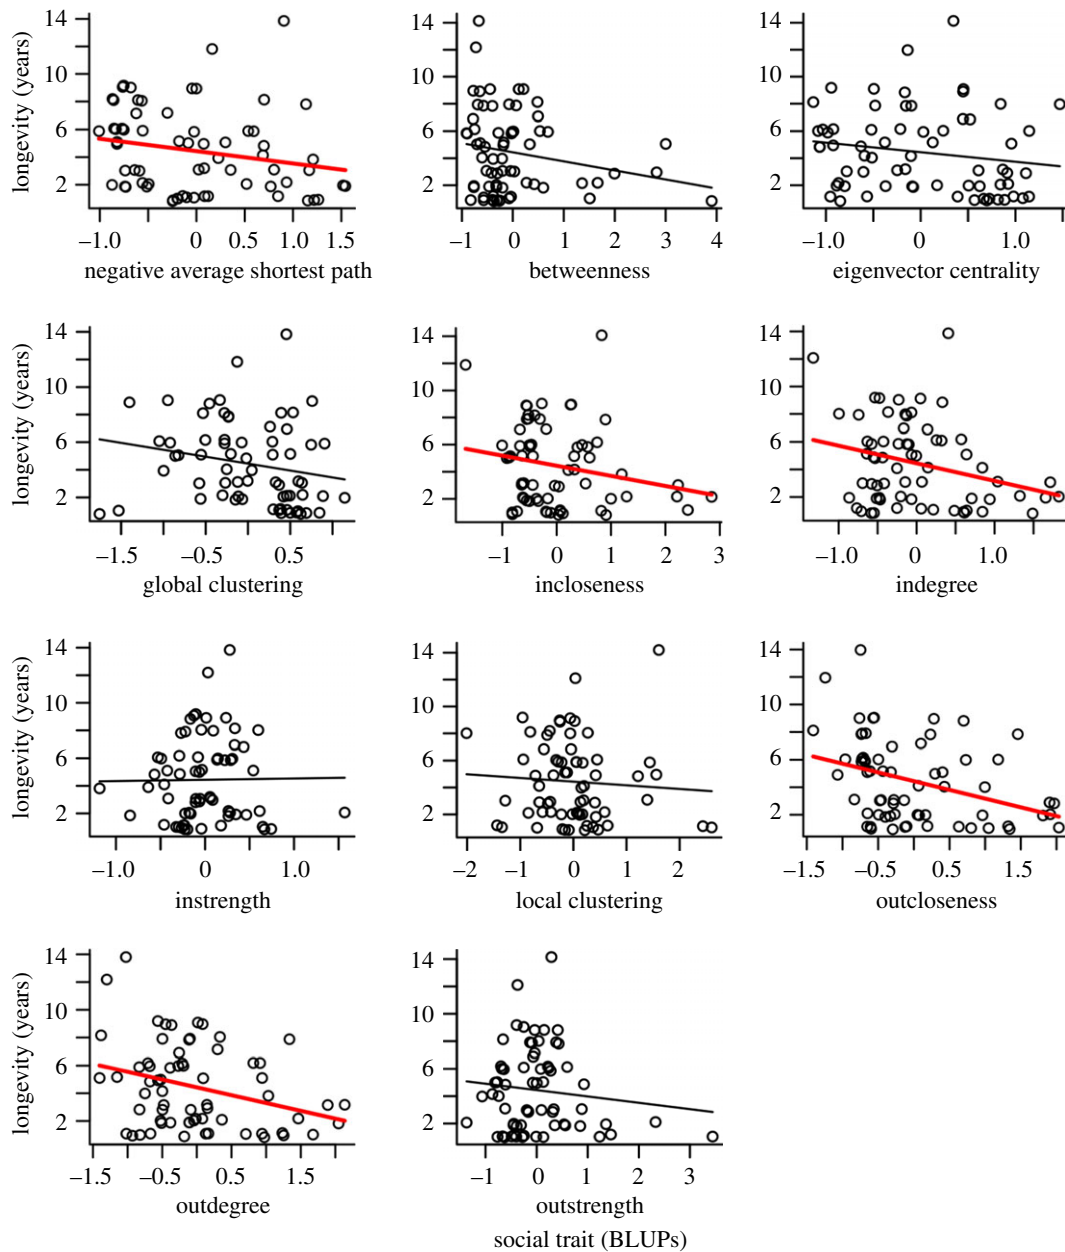 longevity (years)
14
10
6
2
–1.0 0 0.5 1.0 1.5
negative average shortest path
14
10
6
2
–1 0 1 2 3 4
betweenness
14
10
6
2
–1.0 0 1.0
eigenvector centrality
longevity (years)
14
10
6
2
–1.5 –0.5 0.5
global clustering
14
10
6
2
–1 0 1 2 3
incloseness
14
10
6
2
–1.0 0 1.0
indegree
longevity (years)
14
10
6
2
–1.0 0 1.0
instrength
14
10
6
2
–2 –1 0 1 2
local clustering
14
10
6
2
–1.5 –0.5 0.5 1.5
outcloseness
longevity (years)
14
10
6
2
–1.5 –0.5 0.5 1.5
outdegree
14
10
6
2
–1 0 1 2 3
outstrength
social trait (BLUPs)